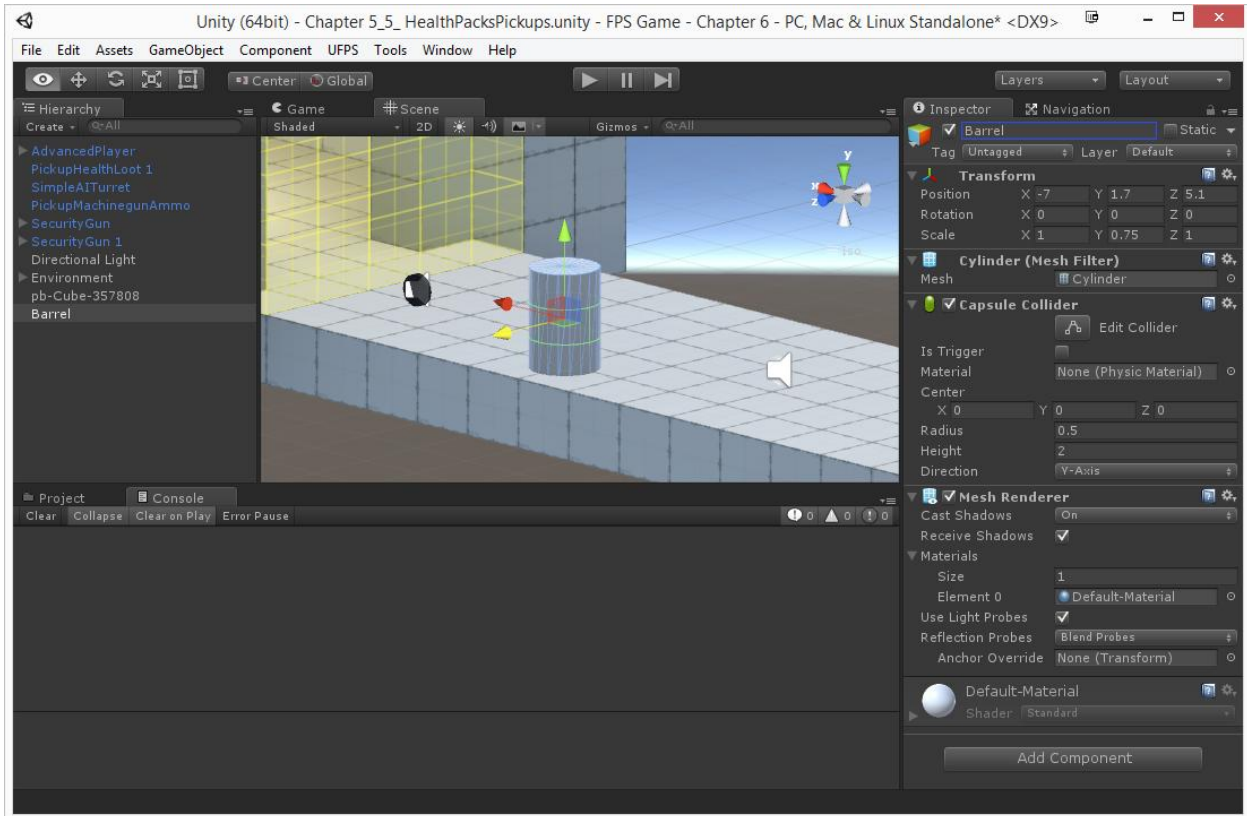 Unity (64bit) - Chapter 5_5_ HealthPacksPickups.unity - FPS Game - Chapter 6 - PC, Mac & Linux Standalone* <DX9>
File Edit Assets GameObject Component UFPS Tools Window Help
Center Global
Layers Layout
Hierarchy
Create All
AdvancedPlayer
PickupHealthLoot 1
SimpleAITurret
PickupMachinegunAmmo
SecurityGun
SecurityGun 1
Directional Light
Environment
pb-Cube-357808
Barrel
Game Scene
Shaded 2D Gizmos All
y
x
z
Iso
Project Console
Clear Collapse Clear on Play Error Pause 0 0 0
Inspector Navigation
Barrel Static
Tag Untagged Layer Default
Transform
Position X -7 Y 1.7 Z 5.1
Rotation X 0 Y 0 Z 0
Scale X 1 Y 0.75 Z 1
Cylinder (Mesh Filter)
Mesh Cylinder
Capsule Collider
Edit Collider
Is Trigger
Material None (Physic Material)
Center
X 0 Y 0 Z 0
Radius 0.5
Height 2
Direction Y-Axis
Mesh Renderer
Cast Shadows On
Receive Shadows
Materials
Size 1
Element 0 Default-Material
Use Light Probes
Reflection Probes Blend Probes
Anchor Override None (Transform)
Default-Material
Shader Standard
Add Component